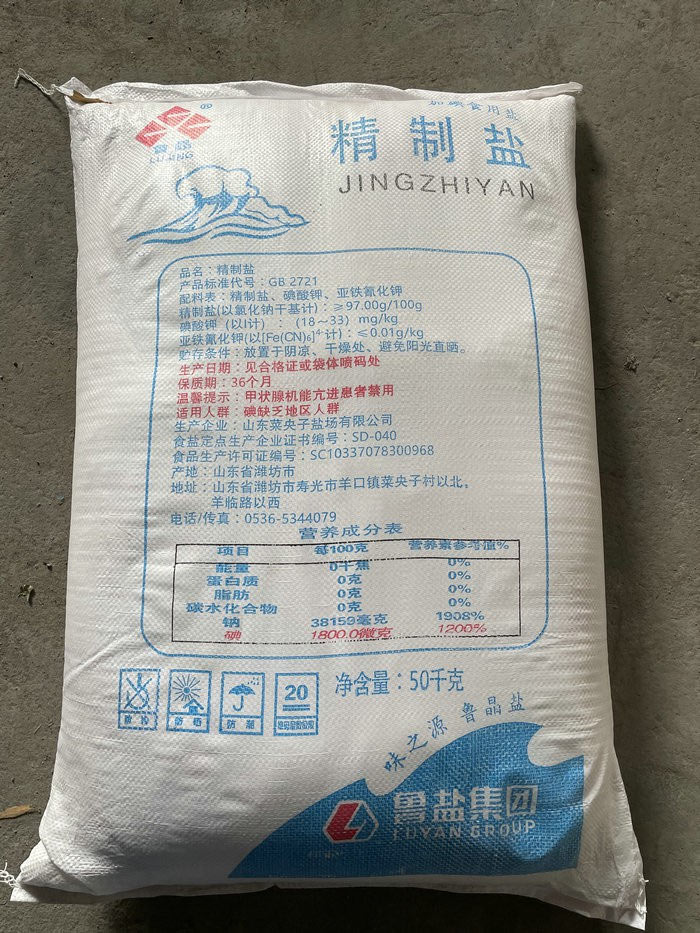 加碘食用盐
®
鲁晶
LUJING
精制盐
JINGZHIYAN
品名：精制盐
产品标准代号：GB 2721
配料表：精制盐、碘酸钾、亚铁氰化钾
精制盐(以氯化钠干基计)：≥97.00g/100g
碘酸钾（以I计）：（18～33）mg/kg
亚铁氰化钾(以[Fe(CN)₆]⁴⁻计)：≤0.01g/kg
贮存条件：放置于阴凉、干燥处、避免阳光直晒。
生产日期：见合格证或袋体喷码处
保质期：36个月
温馨提示：甲状腺机能亢进患者禁用
适用人群：碘缺乏地区人群
生产企业：山东菜央子盐场有限公司
食盐定点生产企业证书编号：SD-040
食品生产许可证编号：SC10337078300968
产地：山东省潍坊市
地址：山东省潍坊市寿光市羊口镇菜央子村以北。
羊临路以西
电话/传真：0536-5344079
营养成分表
项目 每100克 营养素参考值%
能量 0千焦 0%
蛋白质 0克 0%
脂肪 0克 0%
碳水化合物 0克 0%
钠 38159毫克 1908%
碘 1800.0微克 1200%
防晒 防潮
20
净含量：50千克
味之源 鲁晶盐
鲁盐集团
LUYAN GROUP